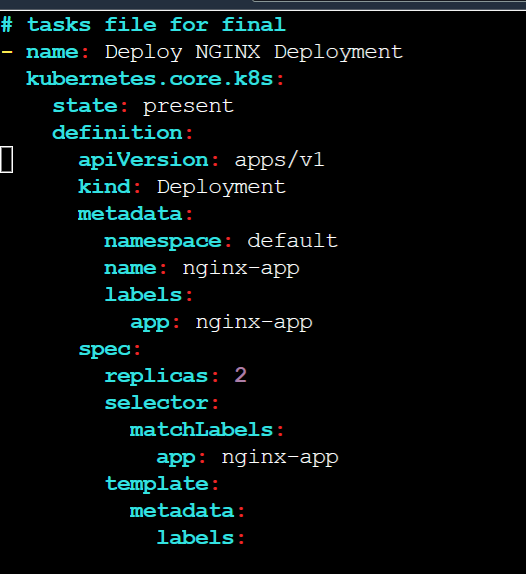 # tasks file for final
- name: Deploy NGINX Deployment
  kubernetes.core.k8s:
    state: present
    definition:
      apiVersion: apps/v1
      kind: Deployment
      metadata:
        namespace: default
        name: nginx-app
        labels:
          app: nginx-app
      spec:
        replicas: 2
        selector:
          matchLabels:
            app: nginx-app
        template:
          metadata:
            labels: